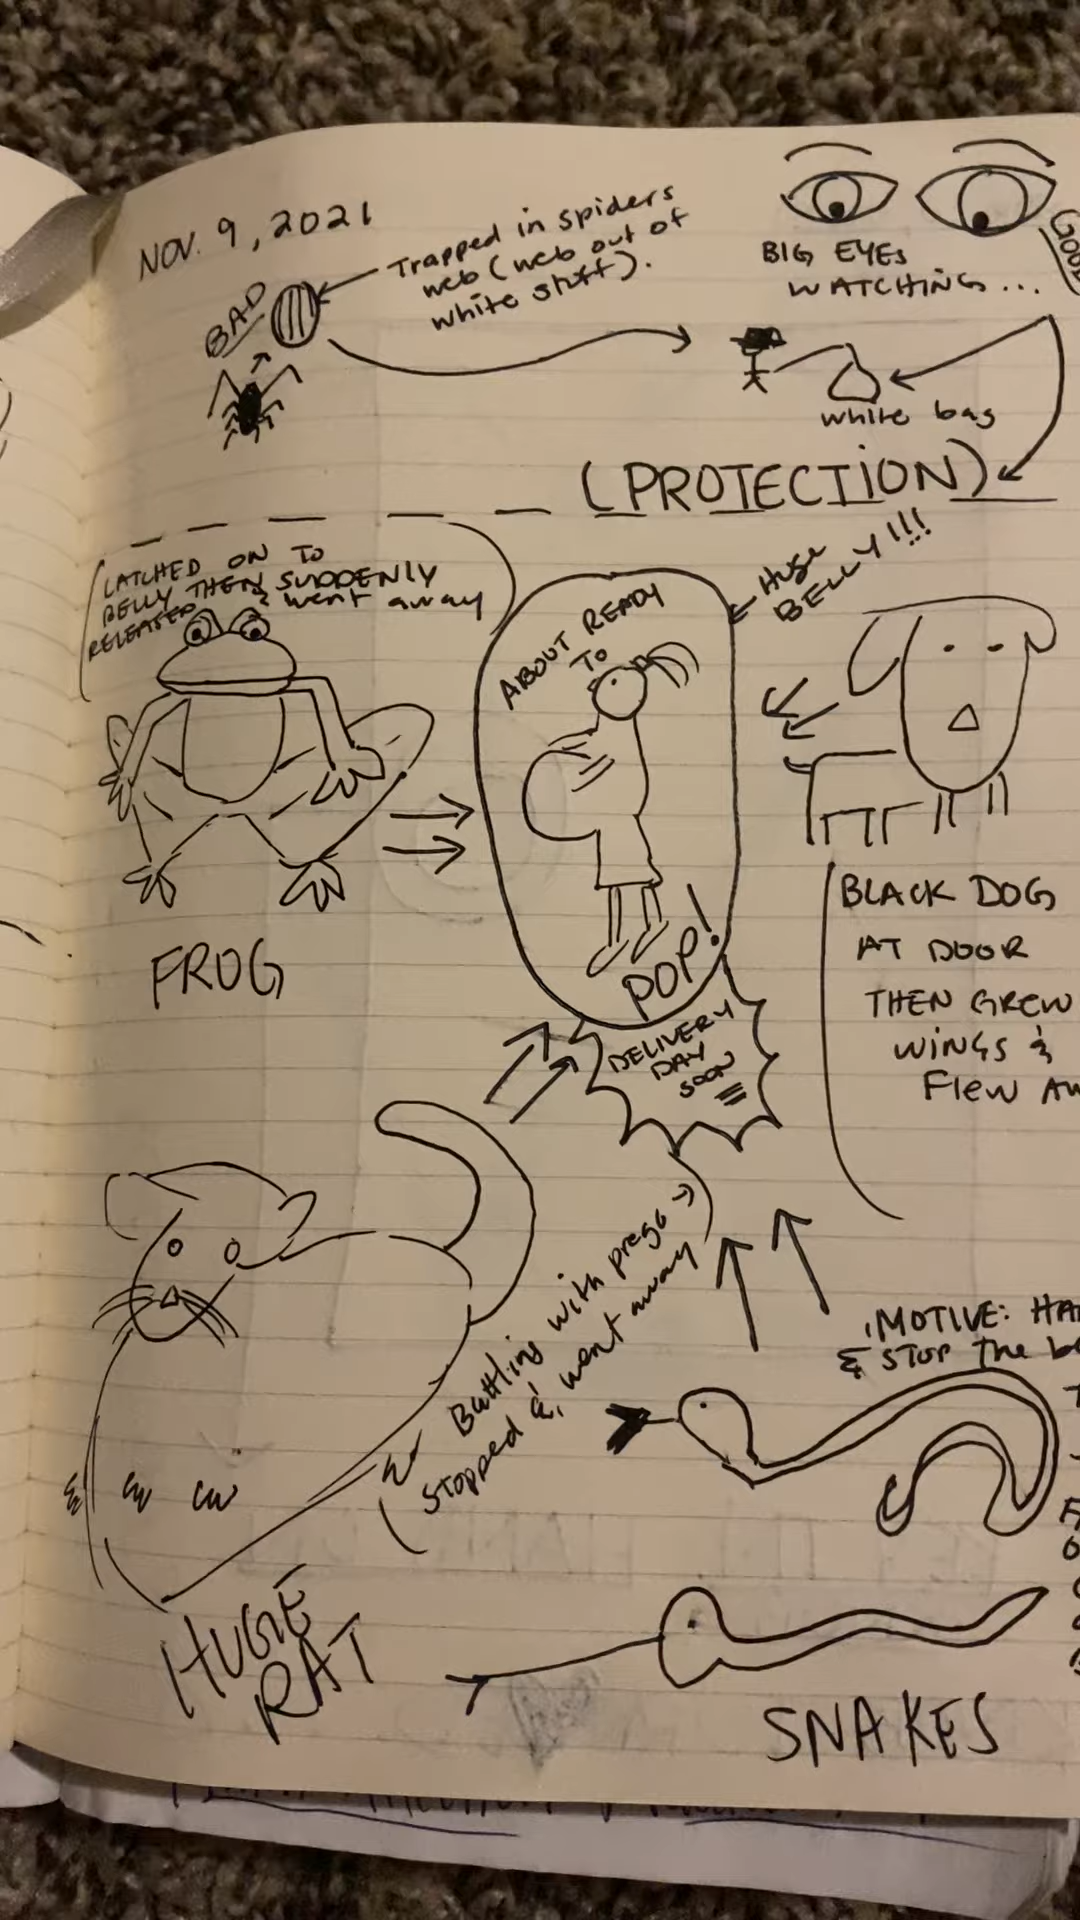 NOV. 9, 2021
BAD
Trapped in spiders
web (web out of
white stuff).
BIG EYES
WATCHING...
white bag
(PROTECTION)
LATCHED ON TO
BELLY THEN SUDDENLY
RELEASED & went away
FROG
ABOUT READY
TO
POP!
Huge
BELLY!!!
DELIVERY
DAY
SOON
BLACK DOG
AT DOOR
THEN GREW
WINGS &
FLEW
Battling with prego
stopped & went away
HUGE
RAT
MOTIVE:
& STOP The
SNAKES